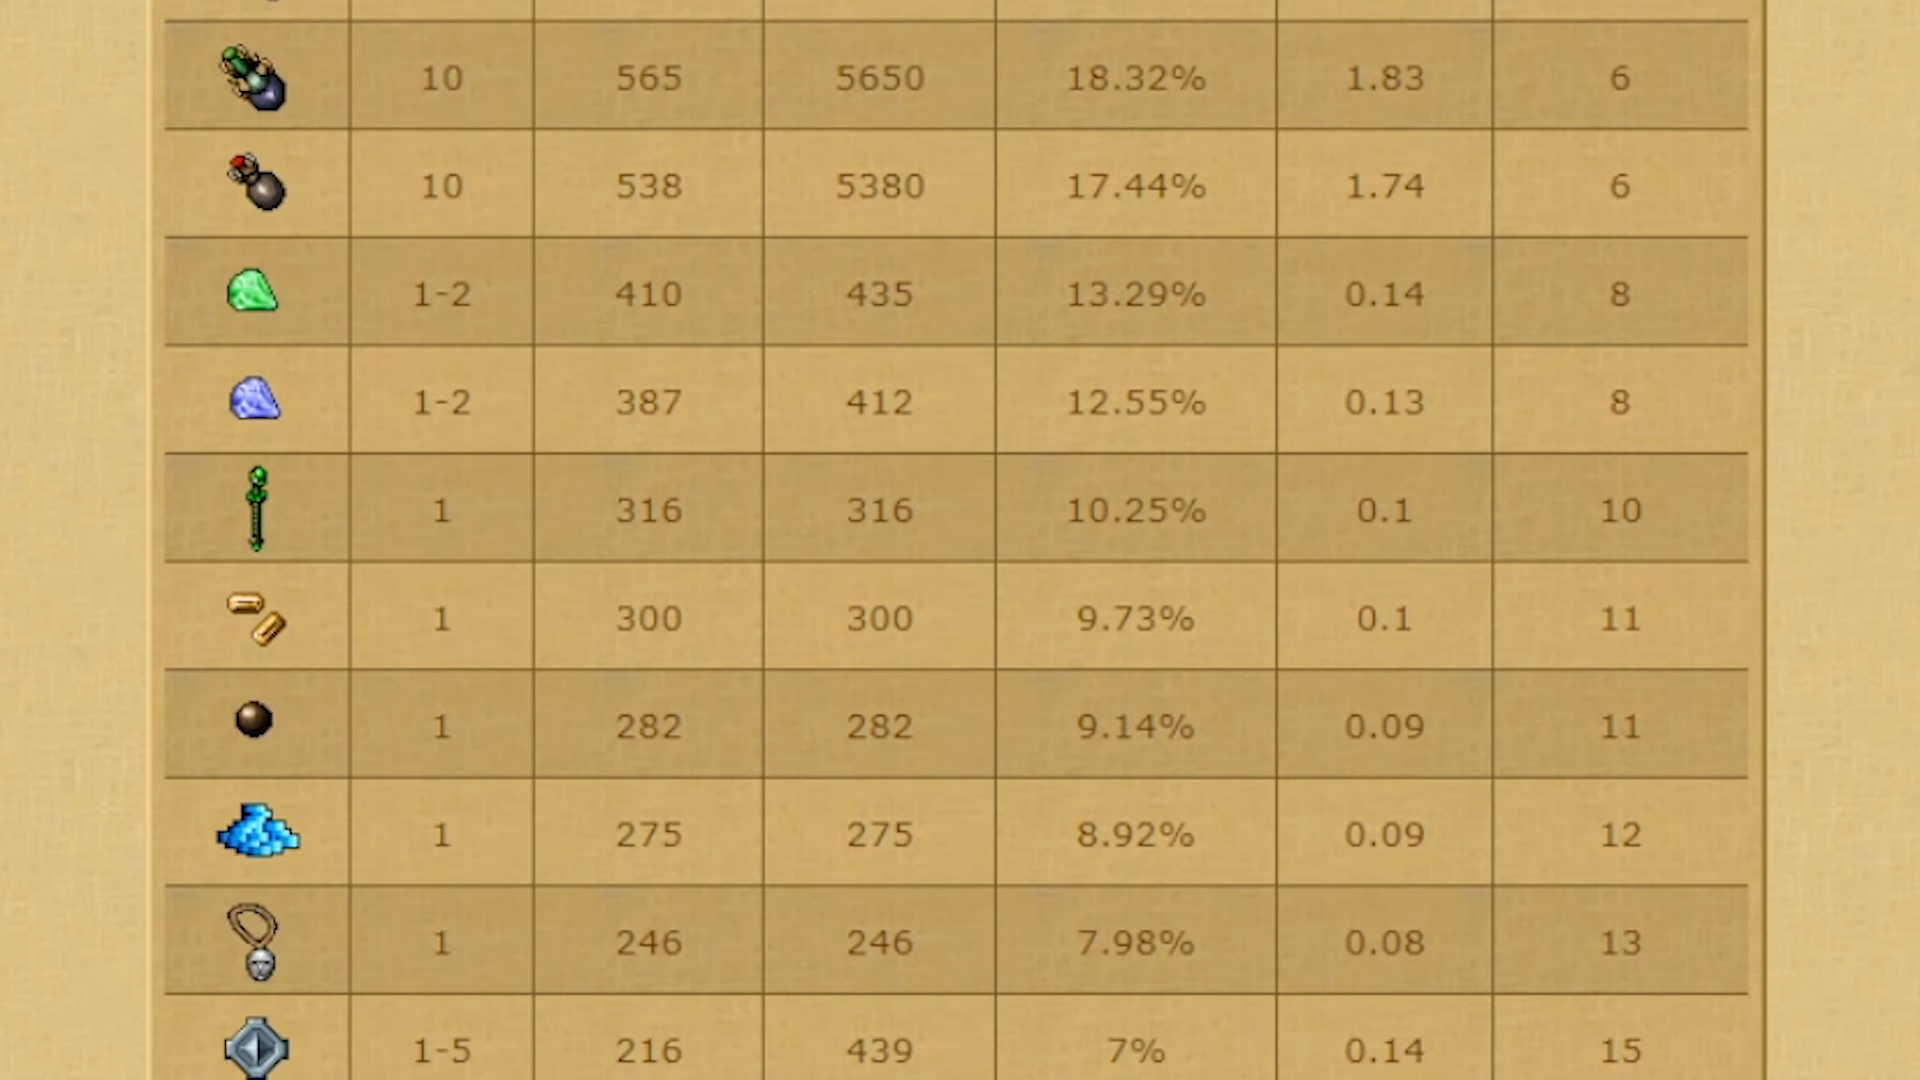 10 565 5650 18.32% 1.83 6
10 538 5380 17.44% 1.74 6
1-2 410 435 13.29% 0.14 8
1-2 387 412 12.55% 0.13 8
1 316 316 10.25% 0.1 10
1 300 300 9.73% 0.1 11
1 282 282 9.14% 0.09 11
1 275 275 8.92% 0.09 12
1 246 246 7.98% 0.08 13
1-5 216 439 7% 0.14 15